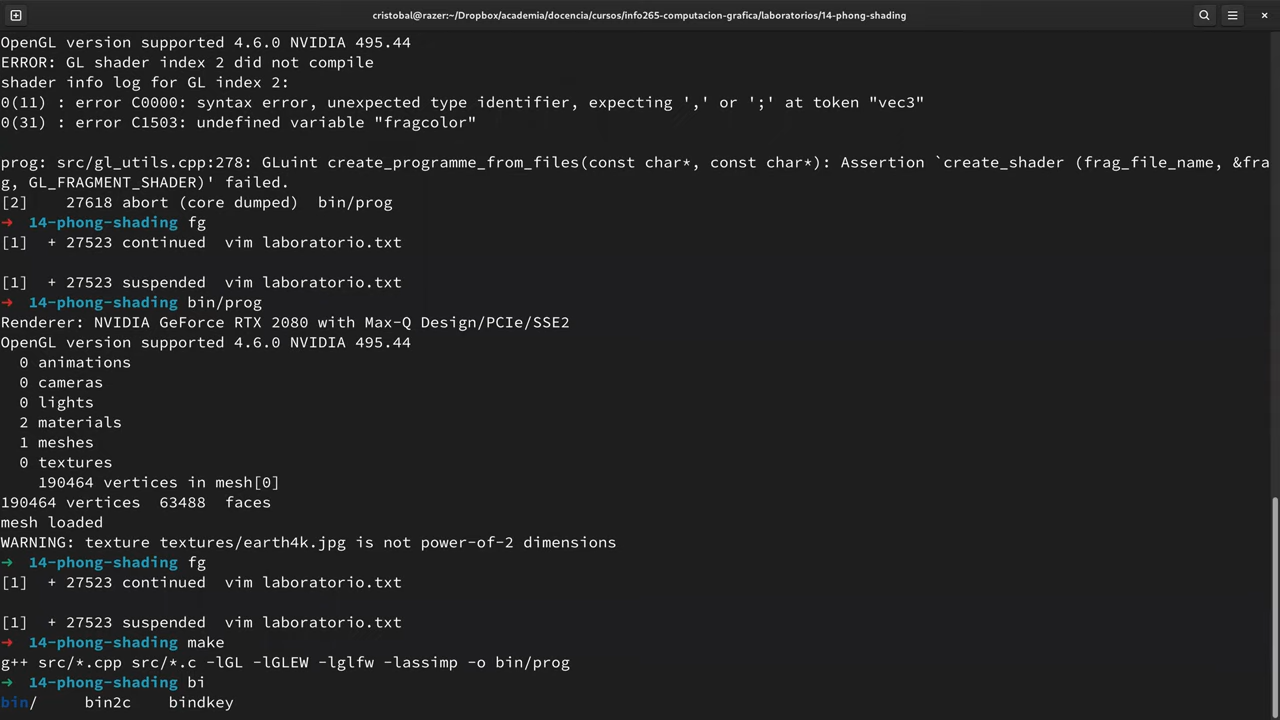 cristobal@razer:~/Dropbox/academia/docencia/cursos/info265-computacion-grafica/laboratorios/14-phong-shading
OpenGL version supported 4.6.0 NVIDIA 495.44
ERROR: GL shader index 2 did not compile
shader info log for GL index 2:
0(11) : error C0000: syntax error, unexpected type identifier, expecting ',' or ';' at token "vec3"
0(31) : error C1503: undefined variable "fragcolor"
prog: src/gl_utils.cpp:278: GLuint create_programme_from_files(const char*, const char*): Assertion `create_shader (frag_file_name, &fra
g, GL_FRAGMENT_SHADER)' failed.
[2]    27618 abort (core dumped)  bin/prog
➜  14-phong-shading fg
[1]  + 27523 continued  vim laboratorio.txt
[1]  + 27523 suspended  vim laboratorio.txt
➜  14-phong-shading bin/prog
Renderer: NVIDIA GeForce RTX 2080 with Max-Q Design/PCIe/SSE2
OpenGL version supported 4.6.0 NVIDIA 495.44
  0 animations
  0 cameras
  0 lights
  2 materials
  1 meshes
  0 textures
    190464 vertices in mesh[0]
190464 vertices  63488  faces
mesh loaded
WARNING: texture textures/earth4k.jpg is not power-of-2 dimensions
➜  14-phong-shading fg
[1]  + 27523 continued  vim laboratorio.txt
[1]  + 27523 suspended  vim laboratorio.txt
➜  14-phong-shading make
g++ src/*.cpp src/*.c -lGL -lGLEW -lglfw -lassimp -o bin/prog
➜  14-phong-shading bi
bin/     bin2c    bindkey